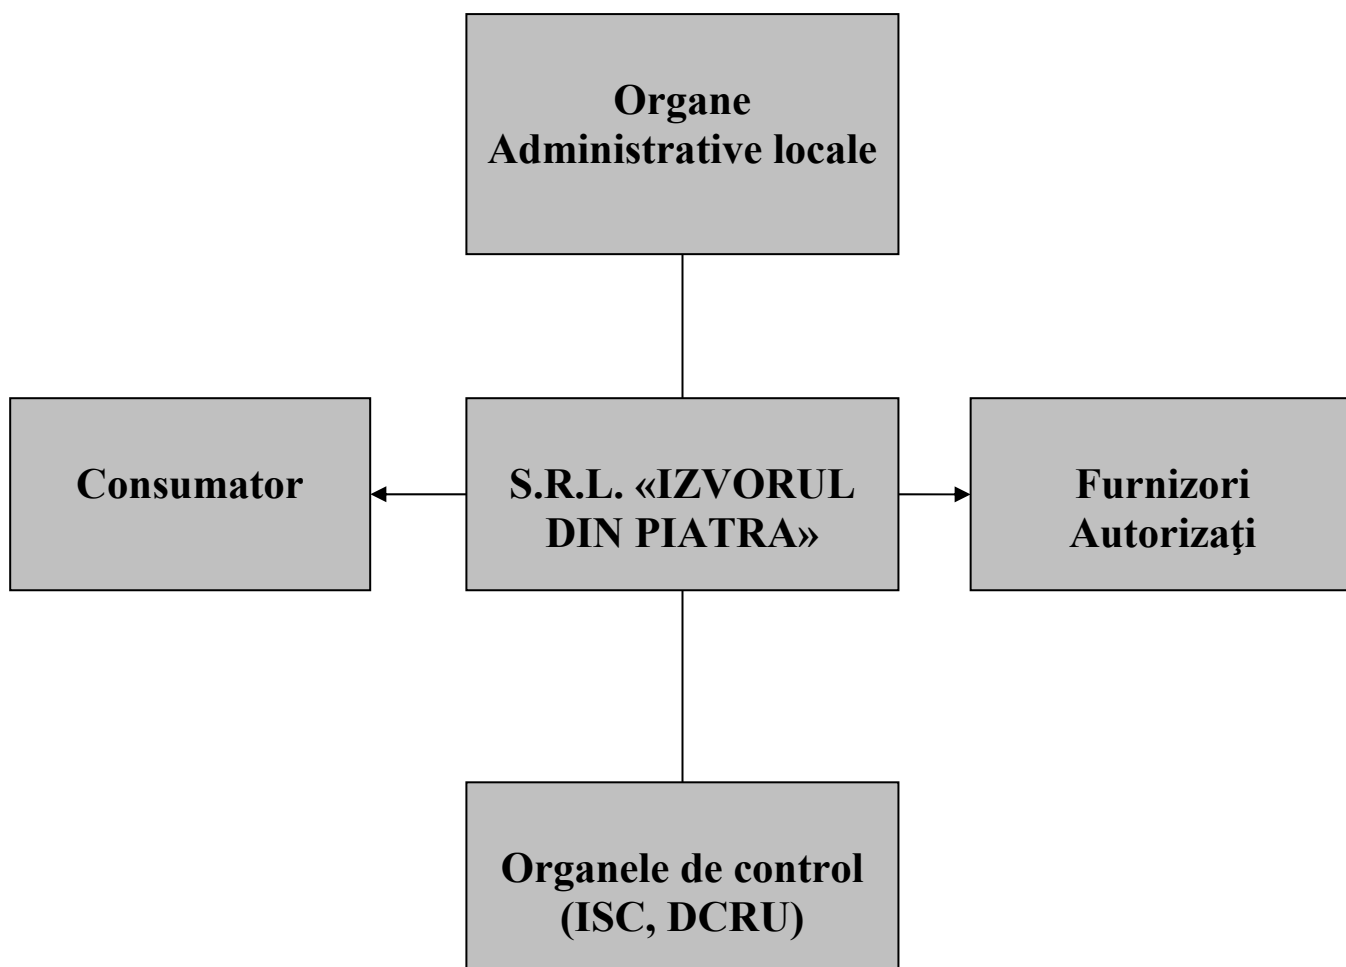 Organe
Administrative locale
Consumator
S.R.L. «IZVORUL
DIN PIATRA»
Furnizori
Autorizaţi
Organele de control
(ISC, DCRU)